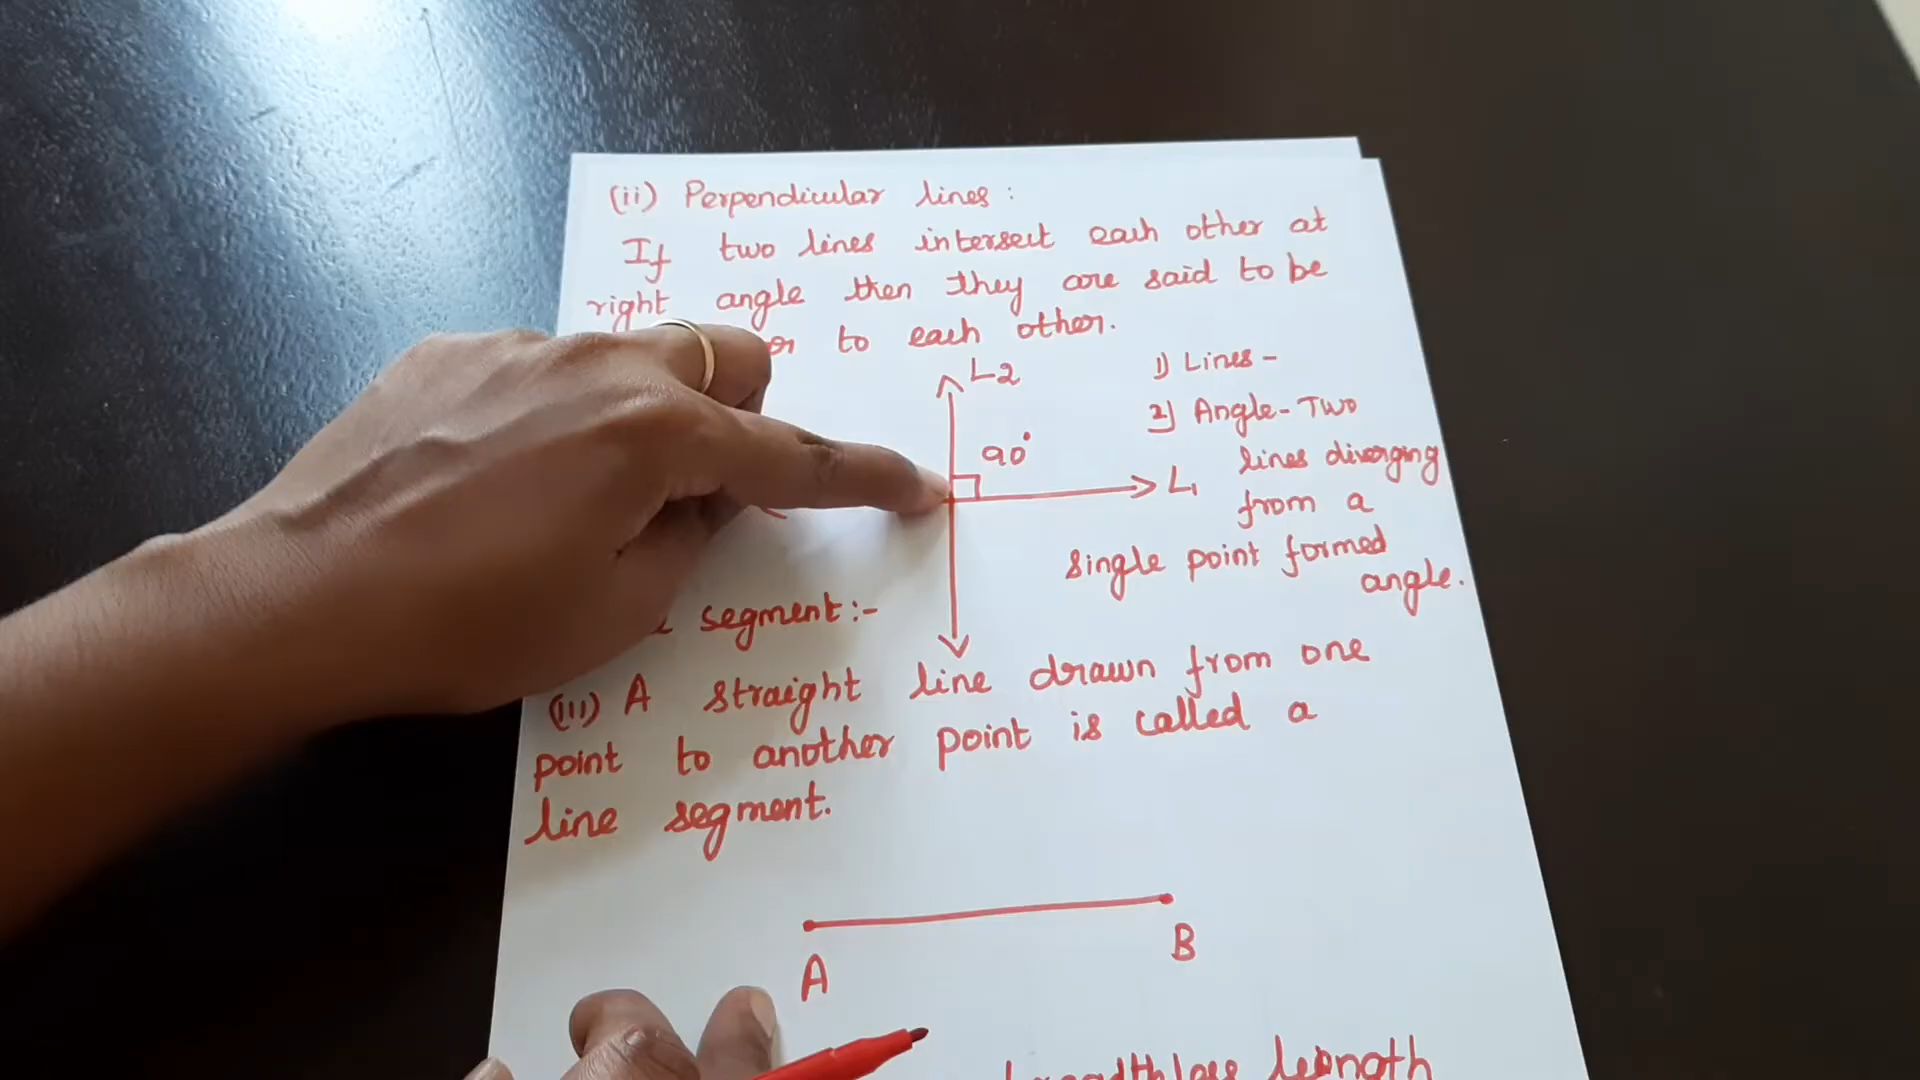 (ii) Perpendicular lines:
If two lines intersect each other at
right angle then they are said to be
to each other.
L2
90°
L1
1) Lines-
2) Angle-Two
lines diverging
from a
single point formed
angle.
segment:-
(iii) A straight line drawn from one
point to another point is called a
line segment.
A
B